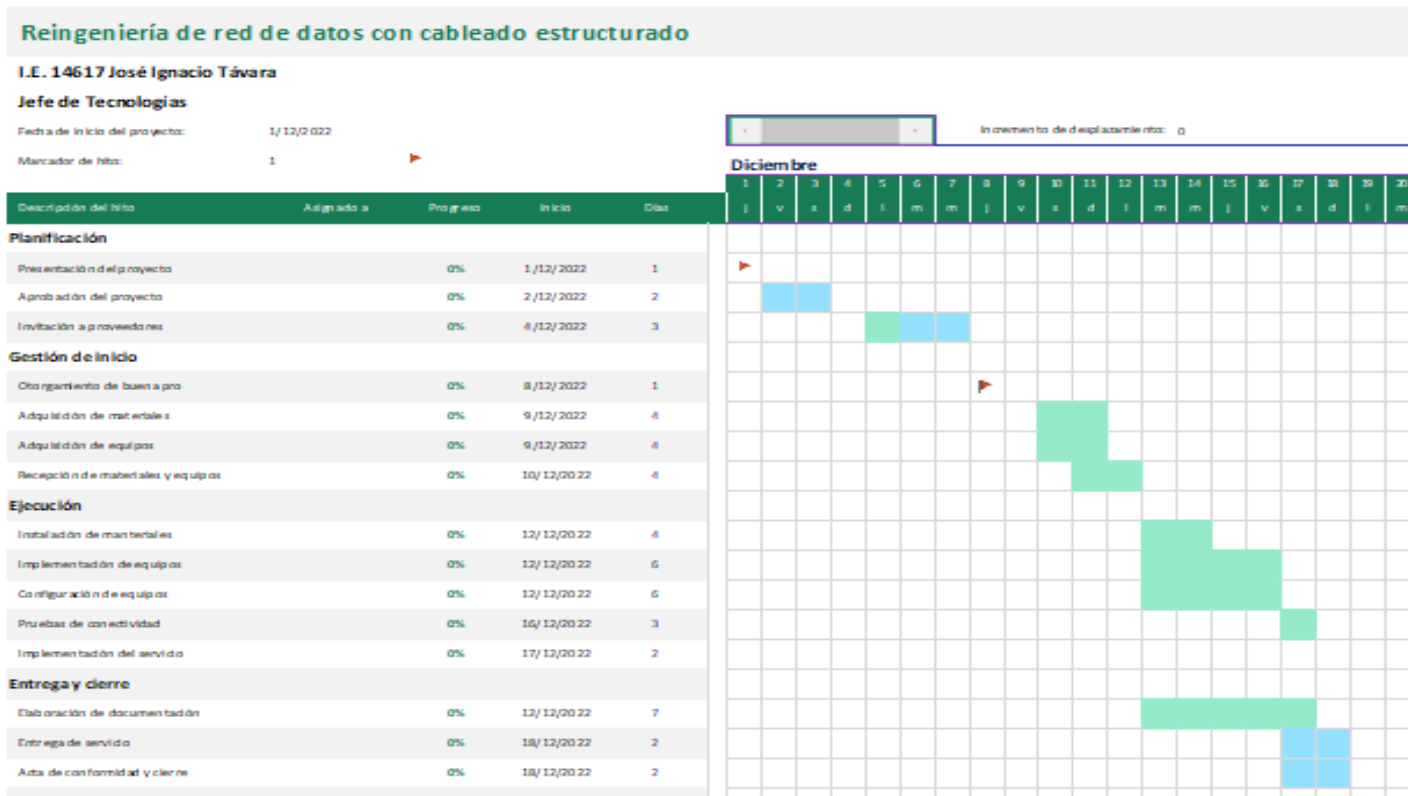 Reingeniería de red de datos con cableado estructurado
I.E. 14617 José Ignacio Távara
Jefe de Tecnologías
Fecha de inicio del proyecto: 1/12/2022 Incremento de desplazamiento: 0
Marcador de hito: 1
Diciembre
1 2 3 4 5 6 7 8 9 10 11 12 13 14 15 16 17 18 19 20
Descripción del hito Asignado a Progreso Inicio Días j v s d l m m j v s d l m m j v s d l m
Planificación
Presentación del proyecto 0% 1/12/2022 1
Aprobación del proyecto 0% 2/12/2022 2
Invitación a proveedores 0% 4/12/2022 3
Gestión de inicio
Otorgamiento de buena pro 0% 8/12/2022 1
Adquisición de materiales 0% 9/12/2022 4
Adquisición de equipos 0% 9/12/2022 4
Recepción de materiales y equipos 0% 10/12/2022 4
Ejecución
Instalación de manteriales 0% 12/12/2022 4
Implementación de equipos 0% 12/12/2022 6
Configuración de equipos 0% 12/12/2022 6
Pruebas de conectividad 0% 16/12/2022 3
Implementación del servicio 0% 17/12/2022 2
Entrega y cierre
Elaboración de documentación 0% 12/12/2022 7
Entrega de servicio 0% 18/12/2022 2
Acta de conformidad y cierre 0% 18/12/2022 2